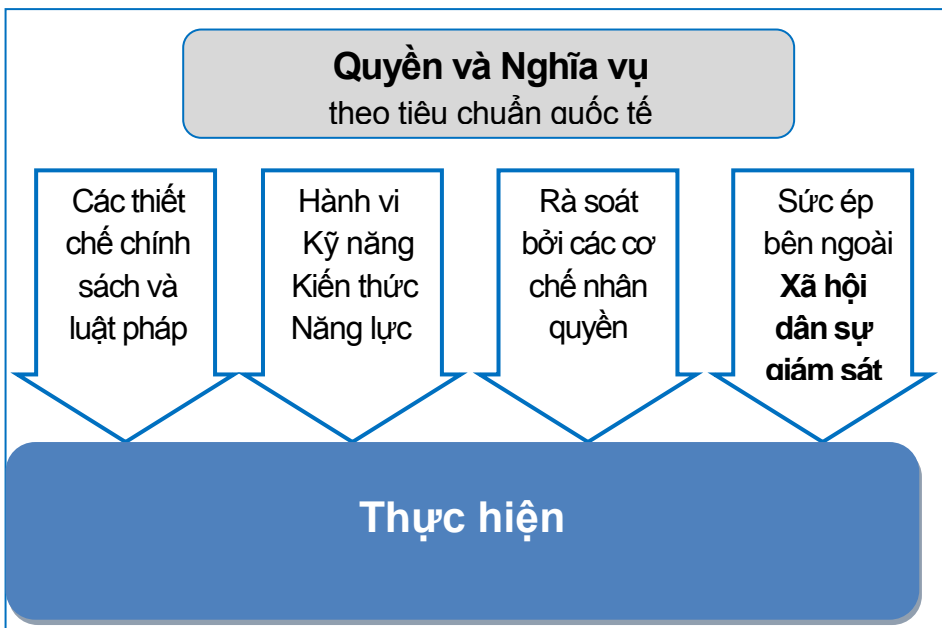 Quyền và Nghĩa vụ
theo tiêu chuẩn quốc tế
Các thiết
chế chính
sách và
luật pháp
Hành vi
Kỹ năng
Kiến thức
Năng lực
Rà soát
bởi các cơ
chế nhân
quyền
Sức ép
bên ngoài
Xã hội
dân sự
giám sát
Thực hiện